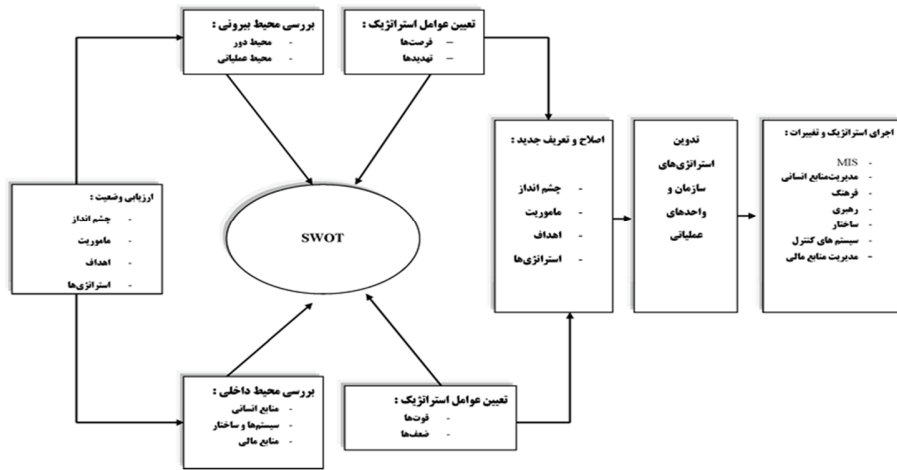 بررسی محیط بیرونی :
- محیط دور
- محیط عملیاتی
تعیین عوامل استراتژیک :
– فرصت‌ها
– تهدیدها
ارزیابی وضعیت :
- چشم انداز
- ماموریت
- اهداف
- استراتژی‌ها
SWOT
اصلاح و تعریف جدید :
- چشم انداز
- ماموریت
- اهداف
- استراتژی‌ها
تدوین
استراتژی‌های
سازمان و
واحدهای
عملیاتی
اجرای استراتژیک و تغییرات :
- MIS
- مدیریت‌منابع انسانی
- فرهنگ
- رهبری
- ساختار
- سیستم های کنترل
– مدیریت منابع مالی
بررسی محیط داخلی :
- منابع انسانی
- سیستم‌ها و ساختار
- منابع مالی
تعیین عوامل استراتژیک :
- قوت‌ها
- ضعف‌ها